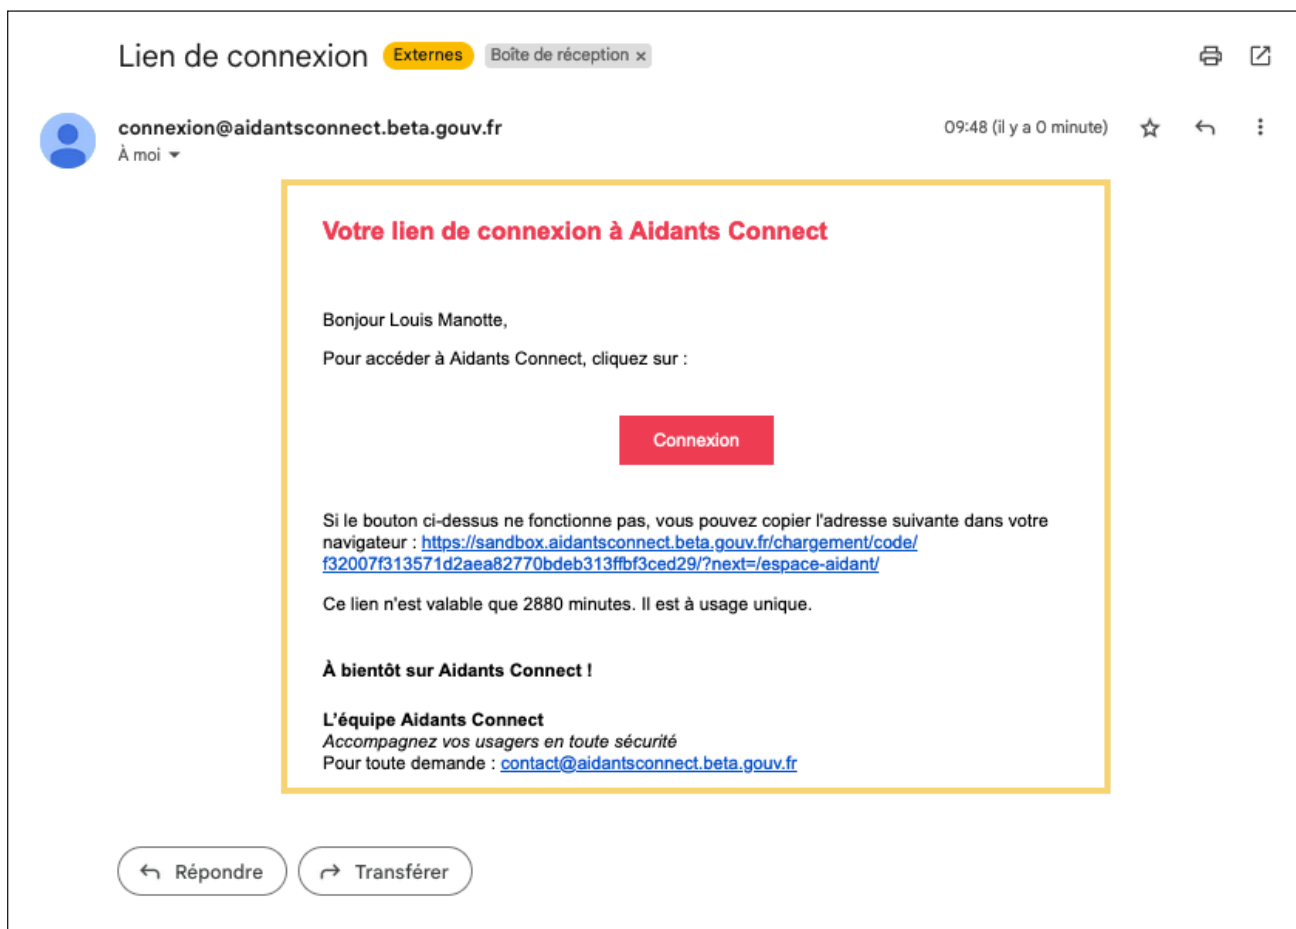 Lien de connexion Externes Boîte de réception x
connexion@aidantsconnect.beta.gouv.fr 09:48 (il y a 0 minute)
À moi
Votre lien de connexion à Aidants Connect
Bonjour Louis Manotte,
Pour accéder à Aidants Connect, cliquez sur :
Connexion
Si le bouton ci-dessus ne fonctionne pas, vous pouvez copier l'adresse suivante dans votre
navigateur : https://sandbox.aidantsconnect.beta.gouv.fr/chargement/code/
f32007f313571d2aea82770bdeb313ffbf3ced29/?next=/espace-aidant/
Ce lien n'est valable que 2880 minutes. Il est à usage unique.
À bientôt sur Aidants Connect !
L'équipe Aidants Connect
Accompagnez vos usagers en toute sécurité
Pour toute demande : contact@aidantsconnect.beta.gouv.fr
Répondre Transférer